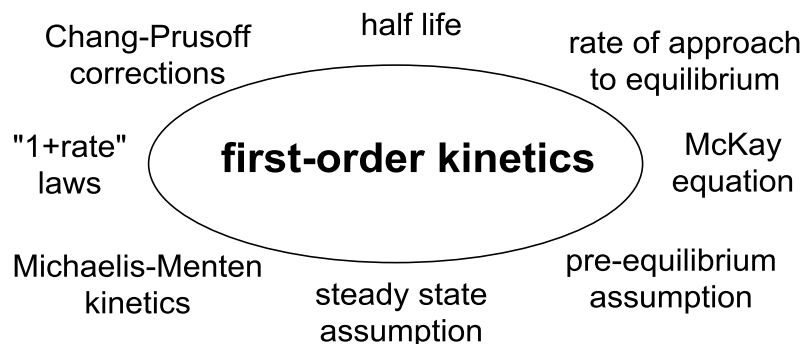 half life
Chang-Prusoff
corrections
rate of approach
to equilibrium
"1+rate"
laws
first-order kinetics
McKay
equation
Michaelis-Menten
kinetics
steady state
assumption
pre-equilibrium
assumption